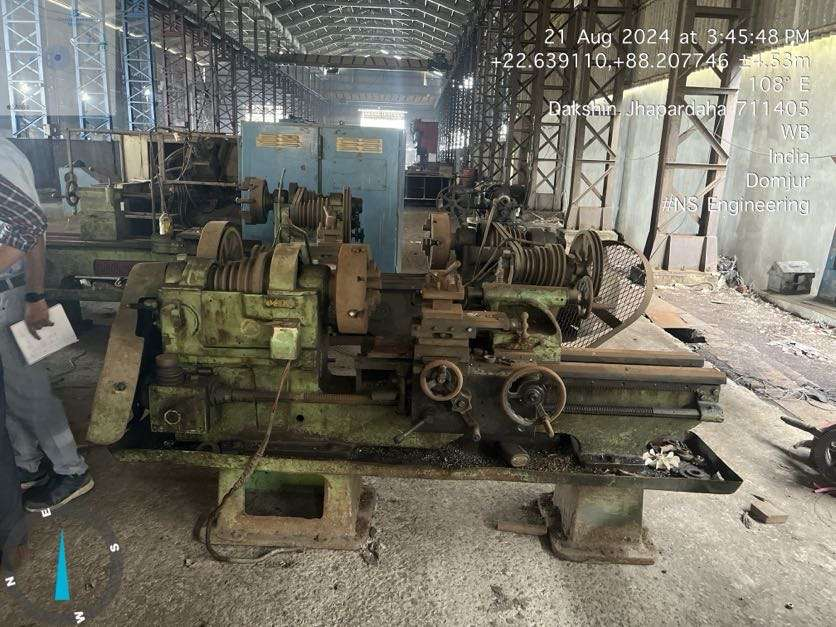 21 Aug 2024 at 3:45:48 PM
+22.639110,+88.207746 ±4.53m
108° E
Dakshin Jhapardaha 711405
WB
India
Domjur
#NS Engineering
E
S
N
W